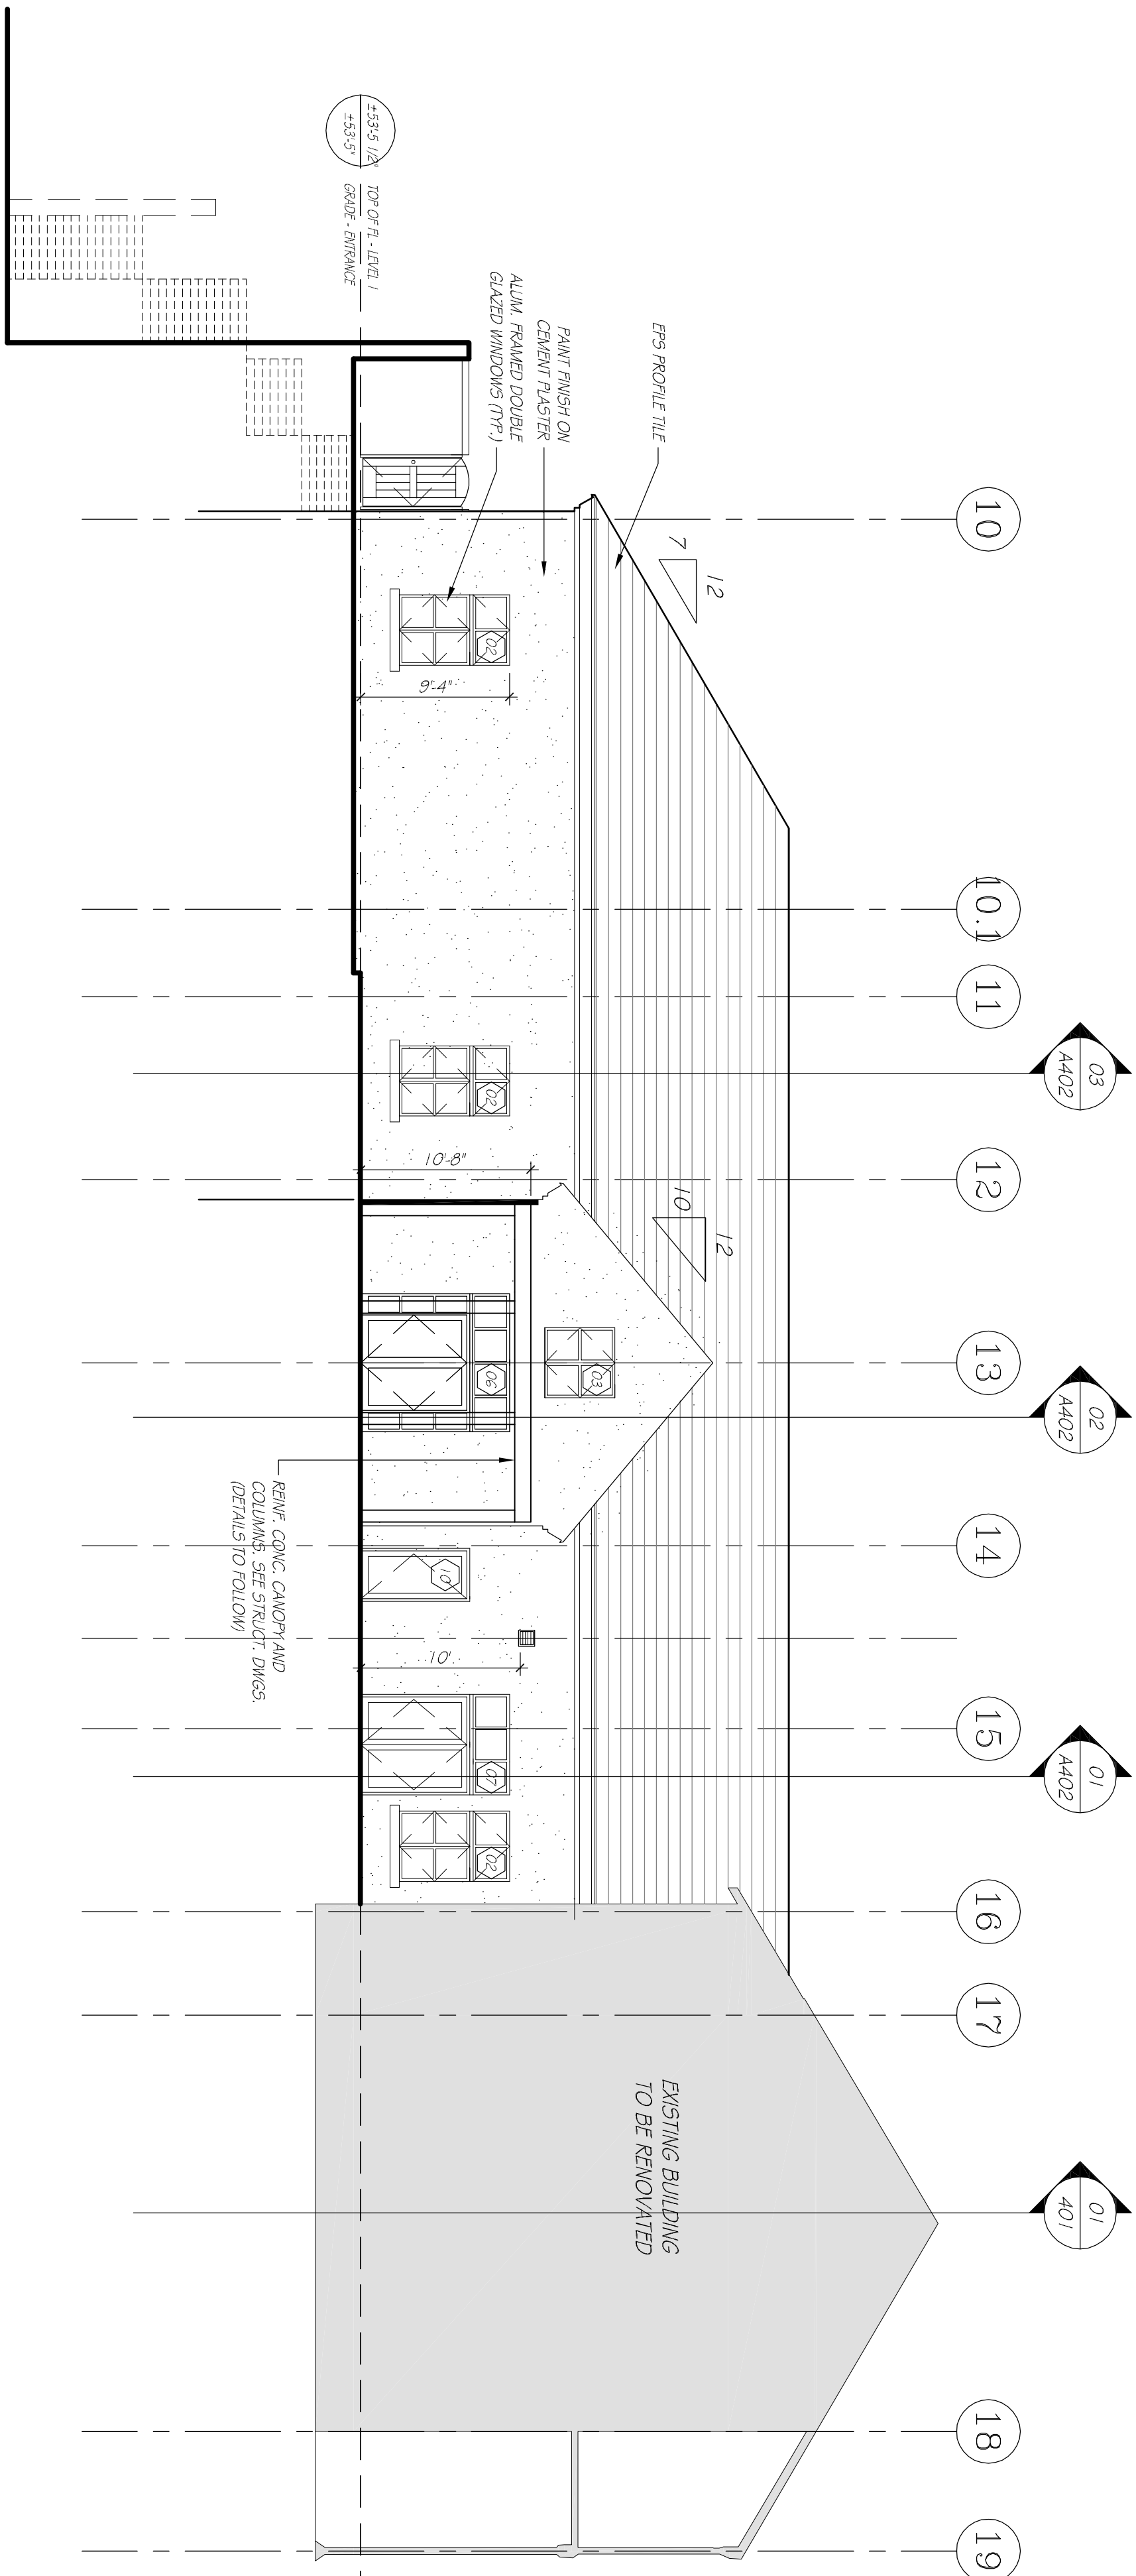 10
10.1
11
12
13
14
15
16
17
18
19
03
A402
02
A402
01
A402
01
401
EPS PROFILE TILE
PAINT FINISH ON
CEMENT PLASTER
ALUM. FRAMED DOUBLE
GLAZED WINDOWS (TYP.)
12
7
12
10
±53'-5 1/2"
TOP OF FL - LEVEL 1
±53'-5"
GRADE - ENTRANCE
02
9'-4"
02
10'-8"
03
06
10
10'
07
02
REINF. CONC. CANOPY AND
COLUMNS. SEE STRUCT. DWGS.
(DETAILS TO FOLLOW)
EXISTING BUILDING
TO BE RENOVATED